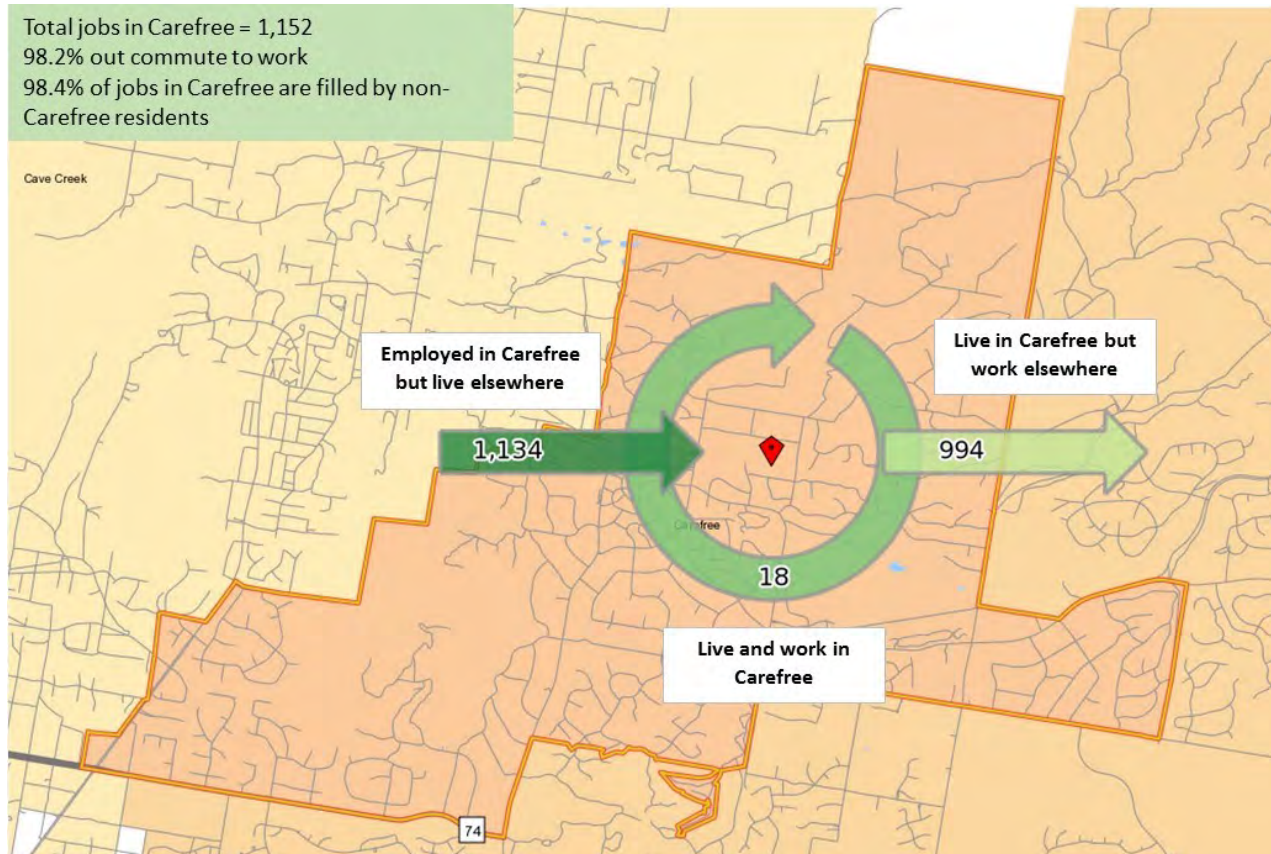 Total jobs in Carefree = 1,152
98.2% out commute to work
98.4% of jobs in Carefree are filled by non-
Carefree residents
Cave Creek
Employed in Carefree
but live elsewhere
Live in Carefree but
work elsewhere
1,134
994
Carefree
18
Live and work in
Carefree
74